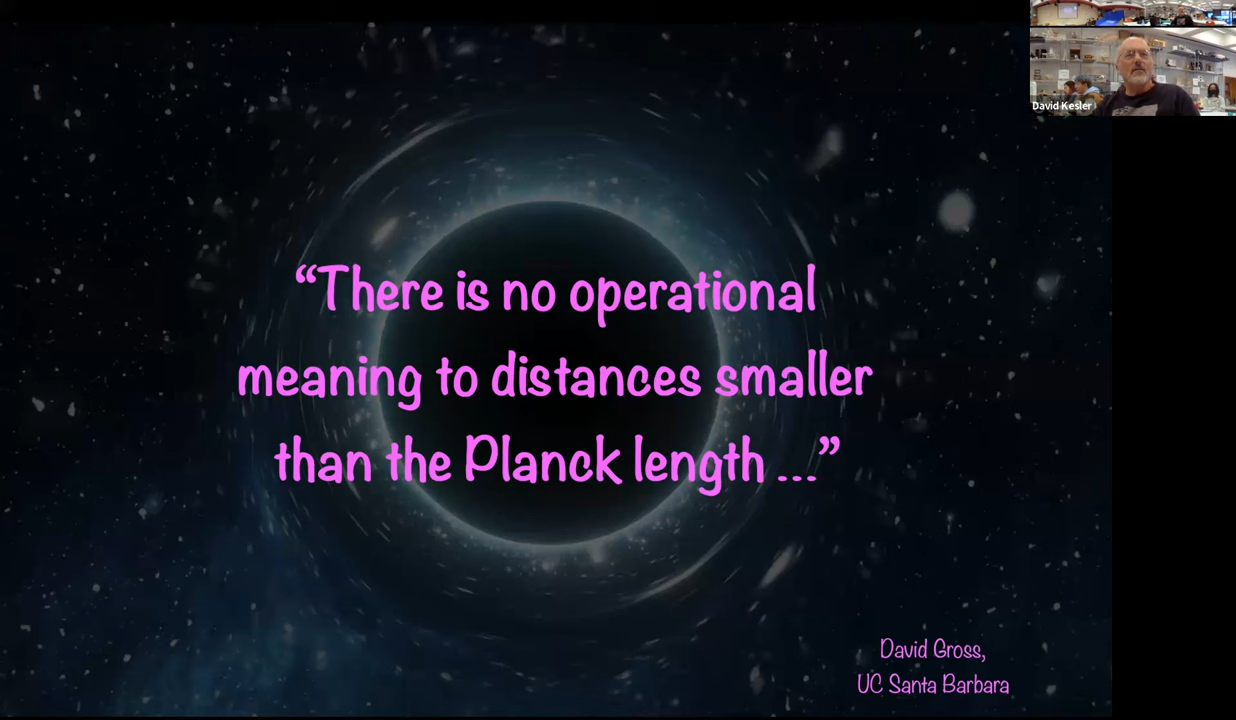 David Kesler
“There is no operational
meaning to distances smaller
than the Planck length ...”
David Gross,
UC Santa Barbara